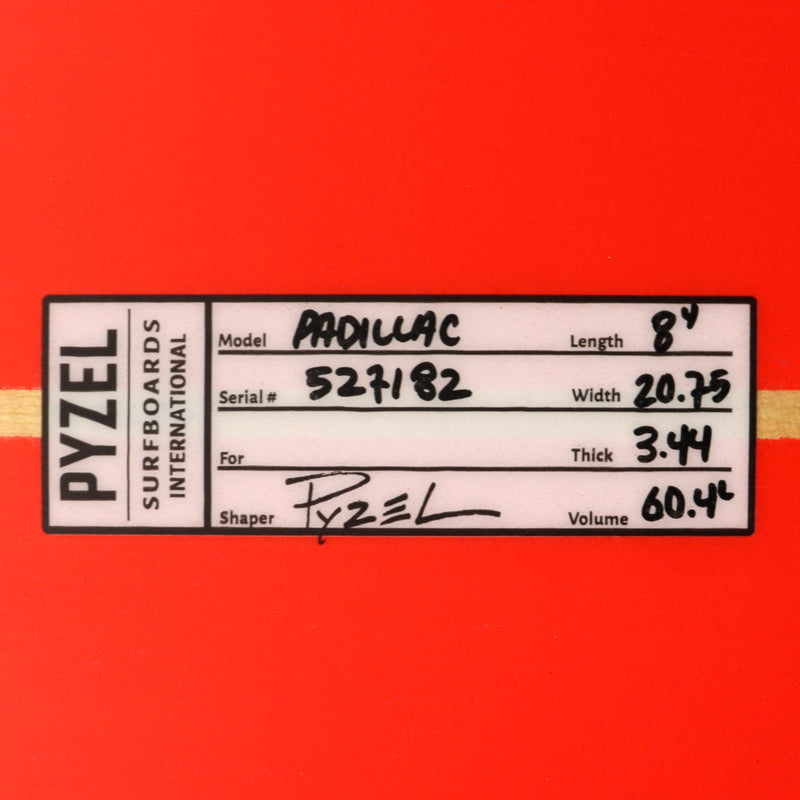 PYZEL
SURFBOARDS
INTERNATIONAL
Model PADILLAC Length 8'4
Serial # 527182 Width 20.75
For Thick 3.44
Shaper PYZEL Volume 60.4L